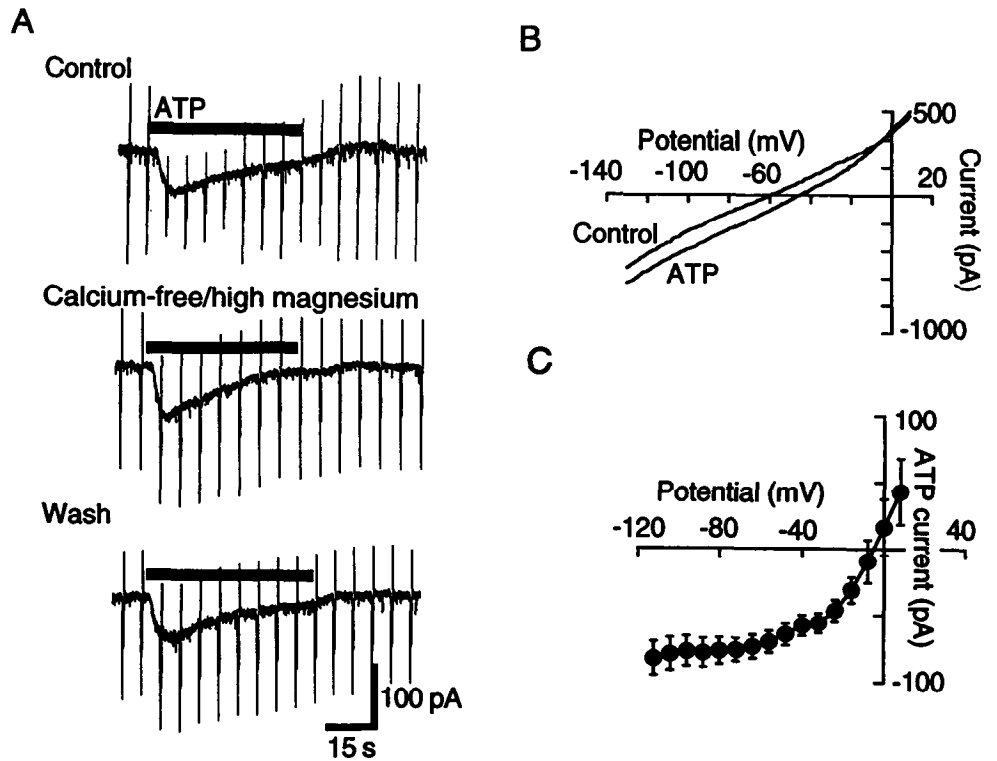 A
Control
ATP
Calcium-free/high magnesium
Wash
100 pA
15 s
B
Potential (mV)
-140 -100 -60
20
500
-1000
Current (pA)
Control
ATP
C
Potential (mV)
-120 -80 -40 40
100
-100
ATP current (pA)